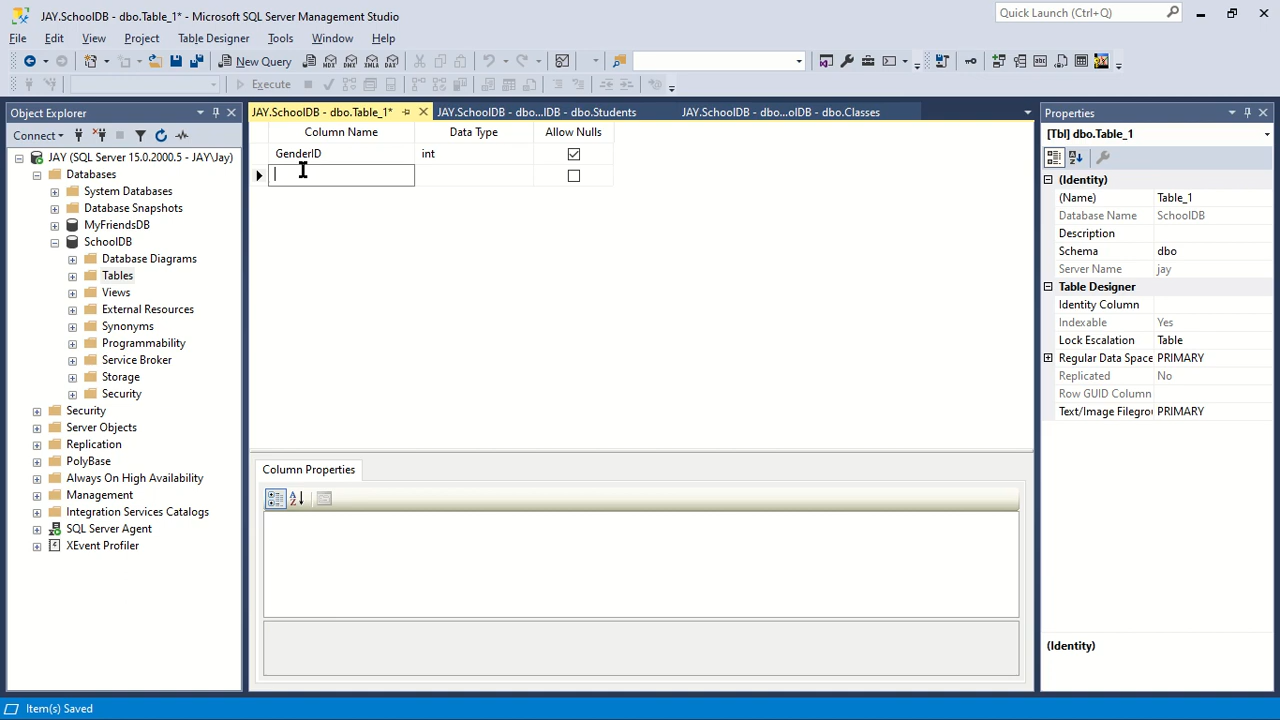 JAY.SchoolDB - dbo.Table_1* - Microsoft SQL Server Management Studio
Quick Launch (Ctrl+Q)
File Edit View Project Table Designer Tools Window Help
New Query
Execute
Object Explorer
JAY.SchoolDB - dbo.Table_1*
JAY.SchoolDB - dbo...IDB - dbo.Students
JAY.SchoolDB - dbo...olDB - dbo.Classes
Properties
Connect
JAY (SQL Server 15.0.2000.5 - JAY\Jay)
Databases
System Databases
Database Snapshots
MyFriendsDB
SchoolDB
Database Diagrams
Tables
Views
External Resources
Synonyms
Programmability
Service Broker
Storage
Security
Security
Server Objects
Replication
PolyBase
Always On High Availability
Management
Integration Services Catalogs
SQL Server Agent
XEvent Profiler
Column Name Data Type Allow Nulls
GenderID int
Column Properties
[Tbl] dbo.Table_1
(Identity)
(Name) Table_1
Database Name SchoolDB
Description
Schema dbo
Server Name jay
Table Designer
Identity Column
Indexable Yes
Lock Escalation Table
Regular Data Space PRIMARY
Replicated No
Row GUID Column
Text/Image Filegro PRIMARY
(Identity)
Item(s) Saved